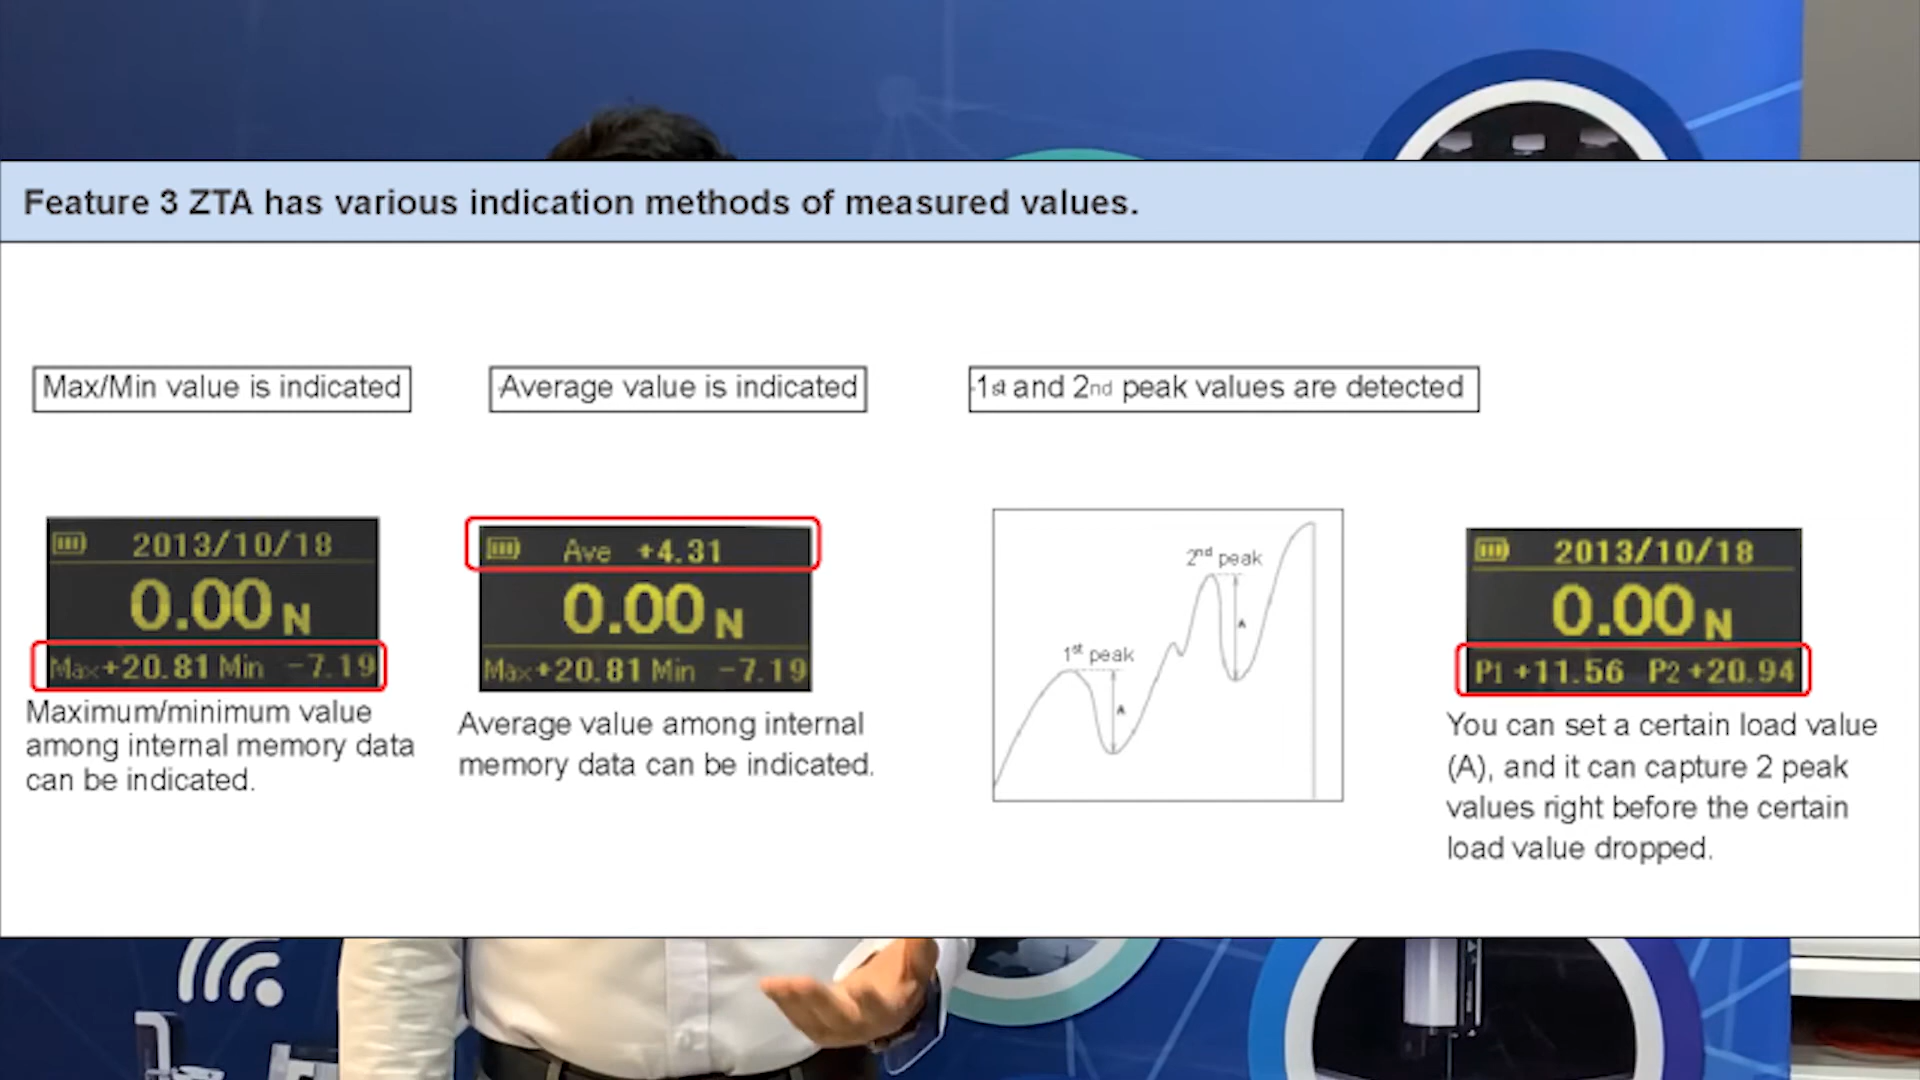 Feature 3 ZTA has various indication methods of measured values.
Max/Min value is indicated
Average value is indicated
1st and 2nd peak values are detected
2013/10/18
0.00 N
Max +20.81 Min -7.19
Maximum/minimum value
among internal memory data
can be indicated.
Ave +4.31
0.00 N
Max +20.81 Min -7.19
Average value among internal
memory data can be indicated.
2nd peak
A
1st peak
A
2013/10/18
0.00 N
P1 +11.56 P2 +20.94
You can set a certain load value
(A), and it can capture 2 peak
values right before the certain
load value dropped.